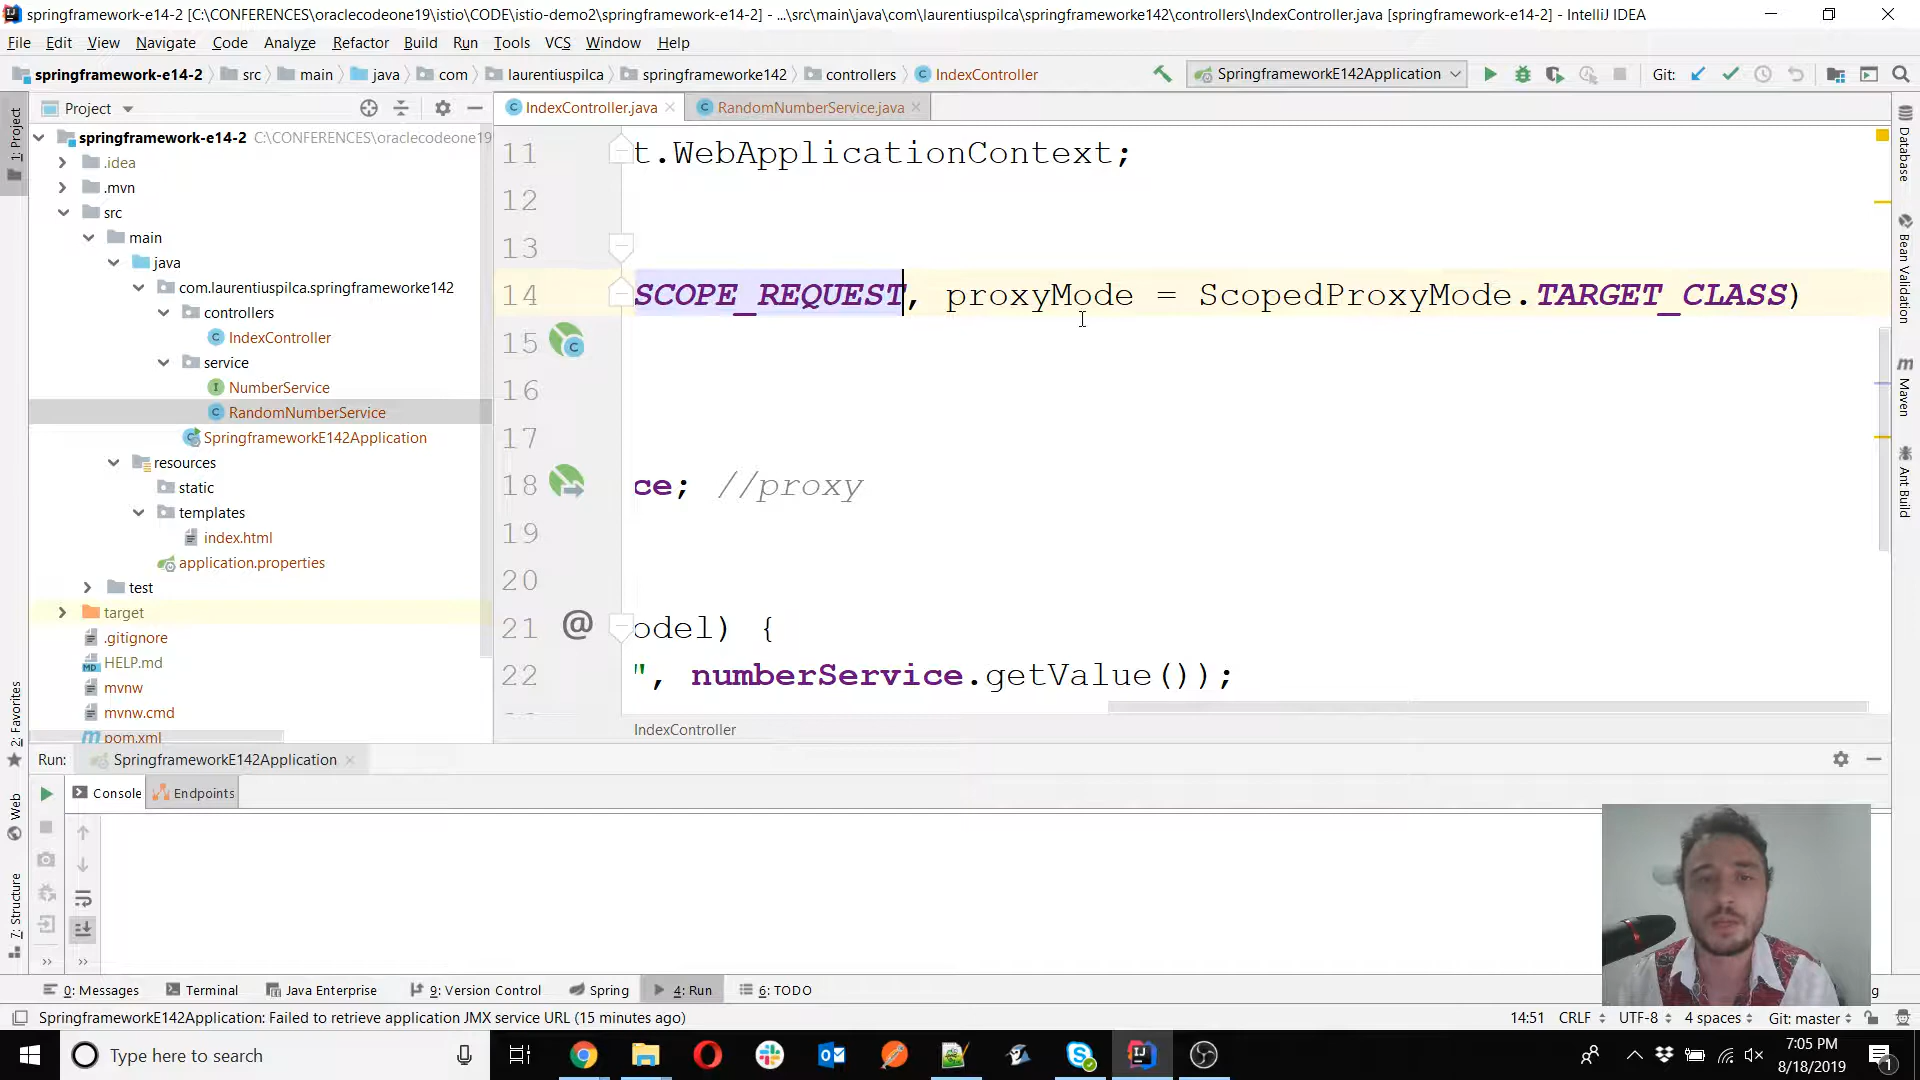 springframework-e14-2 [C:\CONFERENCES\oraclecodeone19\istio\CODE\istio-demo2\springframework-e14-2] - ...\src\main\java\com\laurentiuspilca\springframeworke142\controllers\IndexController.java [springframework-e14-2] - IntelliJ IDEA
File Edit View Navigate Code Analyze Refactor Build Run Tools VCS Window Help
springframework-e14-2 src main java com laurentiuspilca springframeworke142 controllers IndexController SpringframeworkE142Application Git:
Project
IndexController.java RandomNumberService.java
springframework-e14-2 C:\CONFERENCES\oraclecodeone19
.idea
.mvn
src
main
java
com.laurentiuspilca.springframeworke142
controllers
IndexController
service
NumberService
RandomNumberService
SpringframeworkE142Application
resources
static
templates
index.html
application.properties
test
target
.gitignore
HELP.md
mvnw
mvnw.cmd
pom.xml
11 t.WebApplicationContext;
12
13
14 SCOPE_REQUEST, proxyMode = ScopedProxyMode.TARGET_CLASS)
15
16
17
18 ce; //proxy
19
20
21 odel) {
22 ", numberService.getValue());
IndexController
1: Project
2: Favorites
Web
7: Structure
Database
Bean Validation
Maven
Ant Build
Run: SpringframeworkE142Application
Console Endpoints
0: Messages Terminal Java Enterprise 9: Version Control Spring 4: Run 6: TODO
SpringframeworkE142Application: Failed to retrieve application JMX service URL (15 minutes ago) 14:51 CRLF UTF-8 4 spaces Git: master
Type here to search
7:05 PM
8/18/2019
1